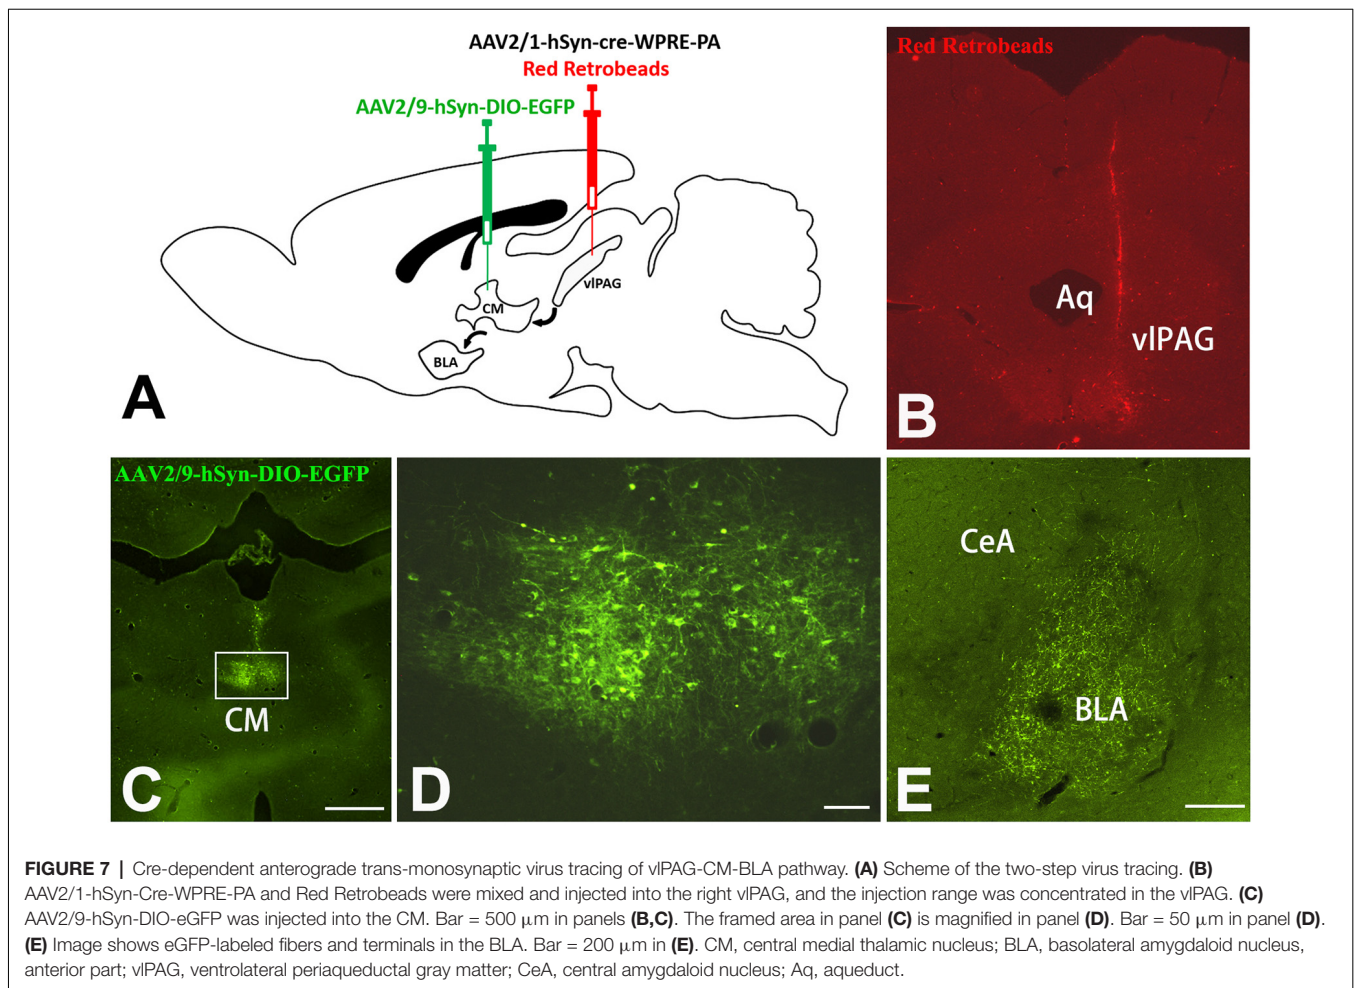 AAV2/1-hSyn-cre-WPRE-PA
Red Retrobeads
AAV2/9-hSyn-DIO-EGFP
vlPAG
CM
BLA
A
Red Retrobeads
Aq
vlPAG
B
AAV2/9-hSyn-DIO-EGFP
CM
C
D
CeA
BLA
E
FIGURE 7 | Cre-dependent anterograde trans-monosynaptic virus tracing of vlPAG-CM-BLA pathway. (A) Scheme of the two-step virus tracing. (B)
AAV2/1-hSyn-Cre-WPRE-PA and Red Retrobeads were mixed and injected into the right vlPAG, and the injection range was concentrated in the vlPAG. (C)
AAV2/9-hSyn-DIO-eGFP was injected into the CM. Bar = 500 μm in panels (B,C). The framed area in panel (C) is magnified in panel (D). Bar = 50 μm in panel (D).
(E) Image shows eGFP-labeled fibers and terminals in the BLA. Bar = 200 μm in (E). CM, central medial thalamic nucleus; BLA, basolateral amygdaloid nucleus,
anterior part; vlPAG, ventrolateral periaqueductal gray matter; CeA, central amygdaloid nucleus; Aq, aqueduct.